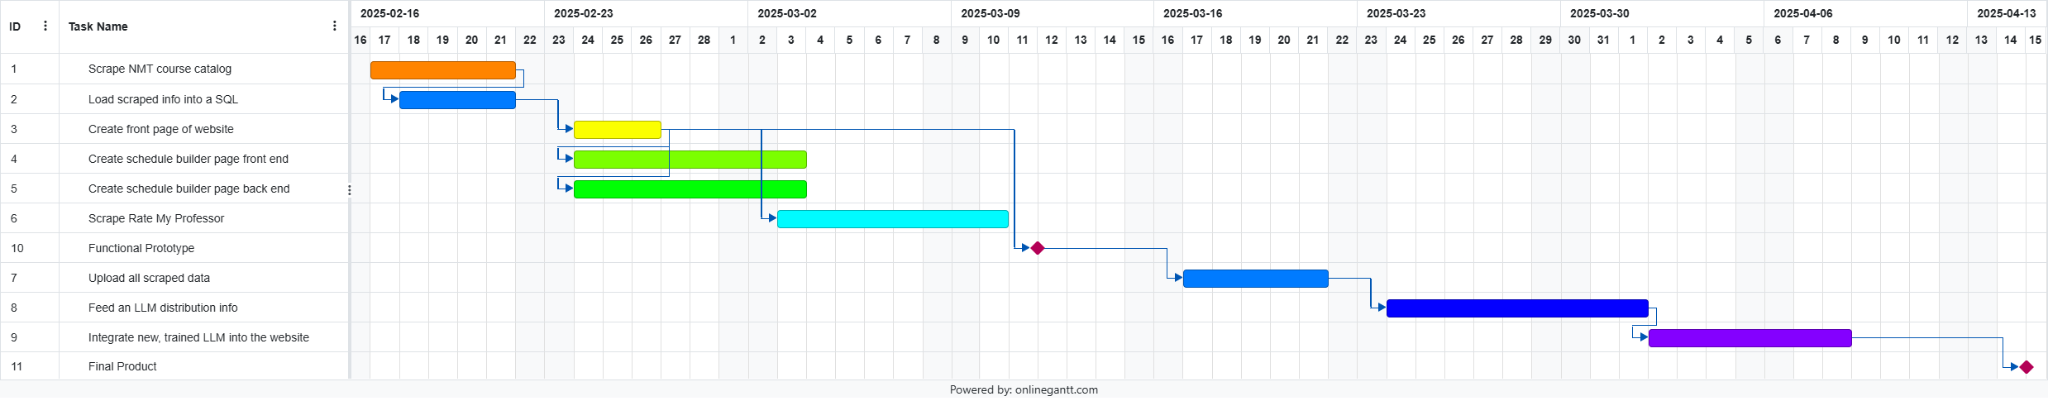 ID Task Name 2025-02-16 2025-02-23 2025-03-02 2025-03-09 2025-03-16 2025-03-23 2025-03-30 2025-04-06 2025-04-13
16 17 18 19 20 21 22 23 24 25 26 27 28 1 2 3 4 5 6 7 8 9 10 11 12 13 14 15 16 17 18 19 20 21 22 23 24 25 26 27 28 29 30 31 1 2 3 4 5 6 7 8 9 10 11 12 13 14 15
1 Scrape NMT course catalog
2 Load scraped info into a SQL
3 Create front page of website
4 Create schedule builder page front end
5 Create schedule builder page back end
6 Scrape Rate My Professor
10 Functional Prototype
7 Upload all scraped data
8 Feed an LLM distribution info
9 Integrate new, trained LLM into the website
11 Final Product
Powered by: onlinegantt.com